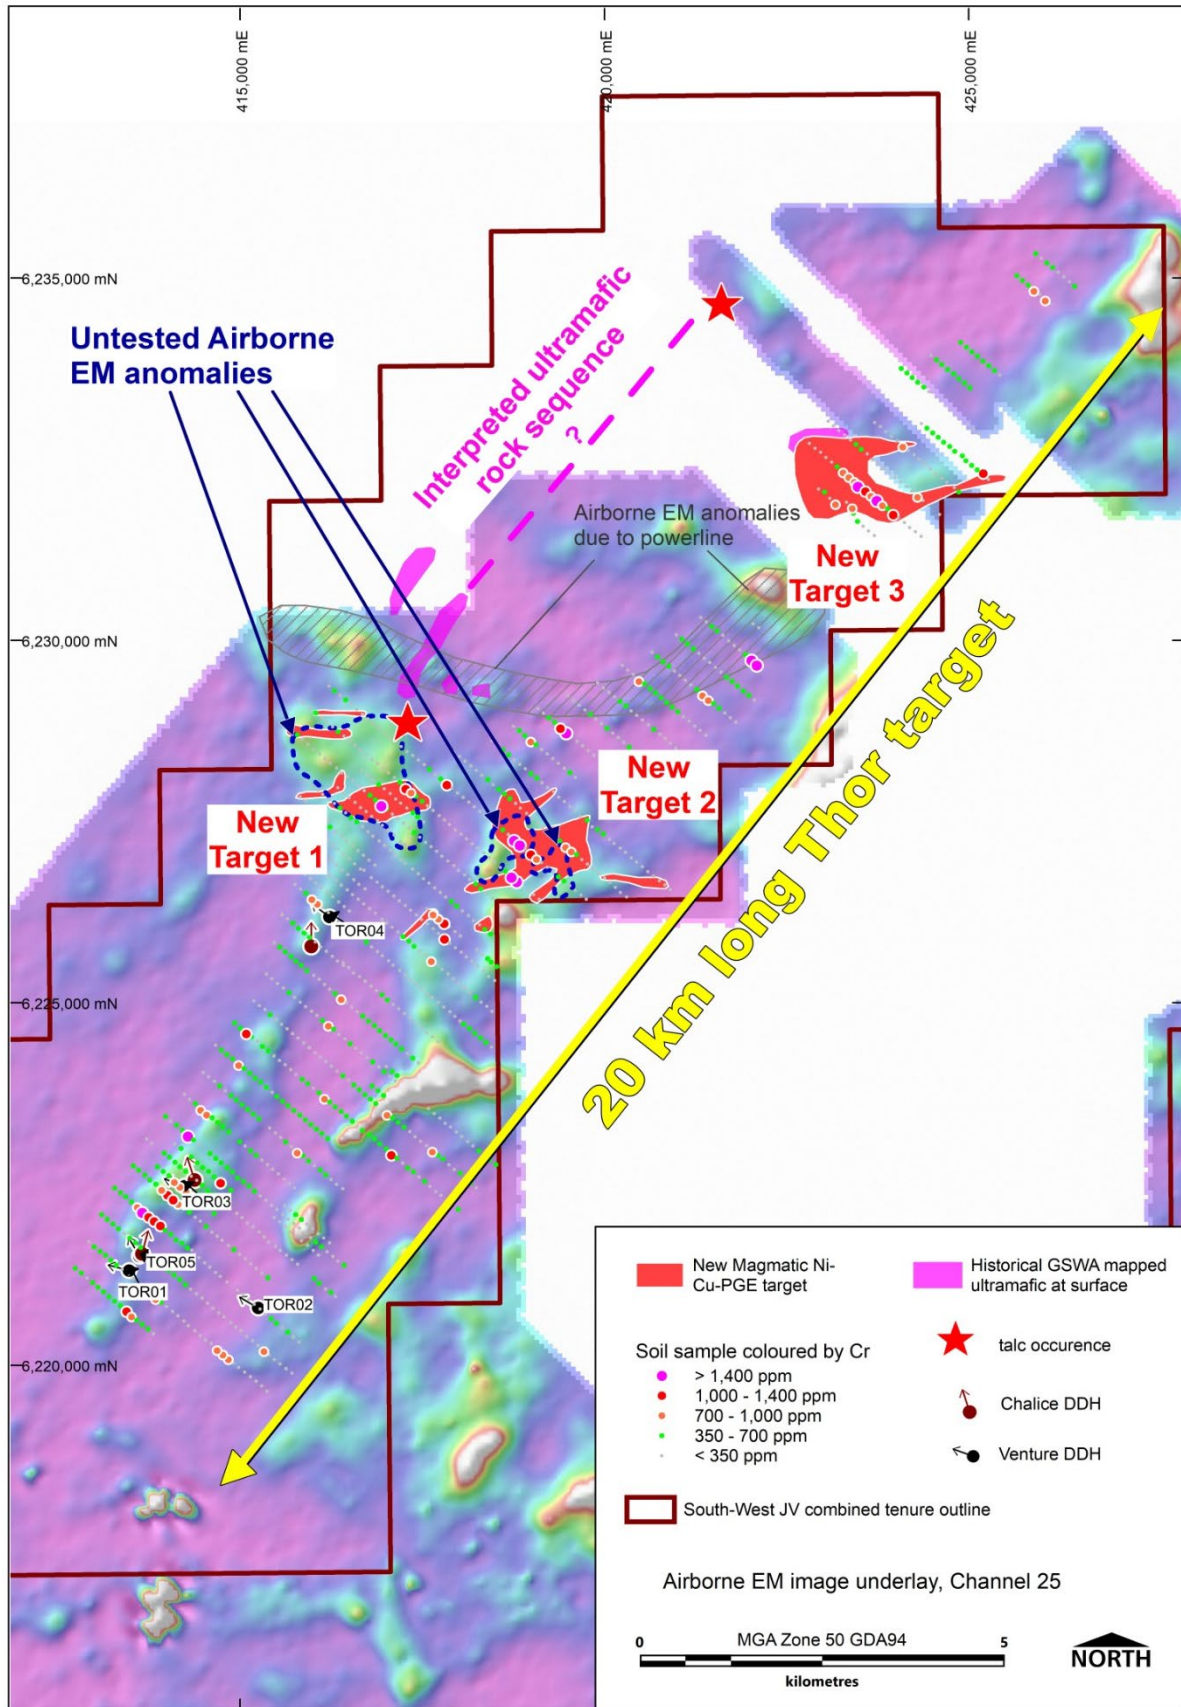 415,000 mE
420,000 mE
425,000 mE
6,235,000 mN
Untested Airborne
EM anomalies
Interpreted ultramafic
rock sequence
?
Airborne EM anomalies
due to powerline
New
Target 3
6,230,000 mN
New
Target 2
New
Target 1
20 km long Thor target
TOR04
6,225,000 mN
TOR03
TOR05
TOR01
TOR02
6,220,000 mN
New Magmatic Ni-
Cu-PGE target
Historical GSWA mapped
ultramafic at surface
Soil sample coloured by Cr
> 1,400 ppm
1,000 - 1,400 ppm
700 - 1,000 ppm
350 - 700 ppm
< 350 ppm
talc occurence
Chalice DDH
Venture DDH
South-West JV combined tenure outline
Airborne EM image underlay, Channel 25
0 MGA Zone 50 GDA94 5
kilometres
NORTH